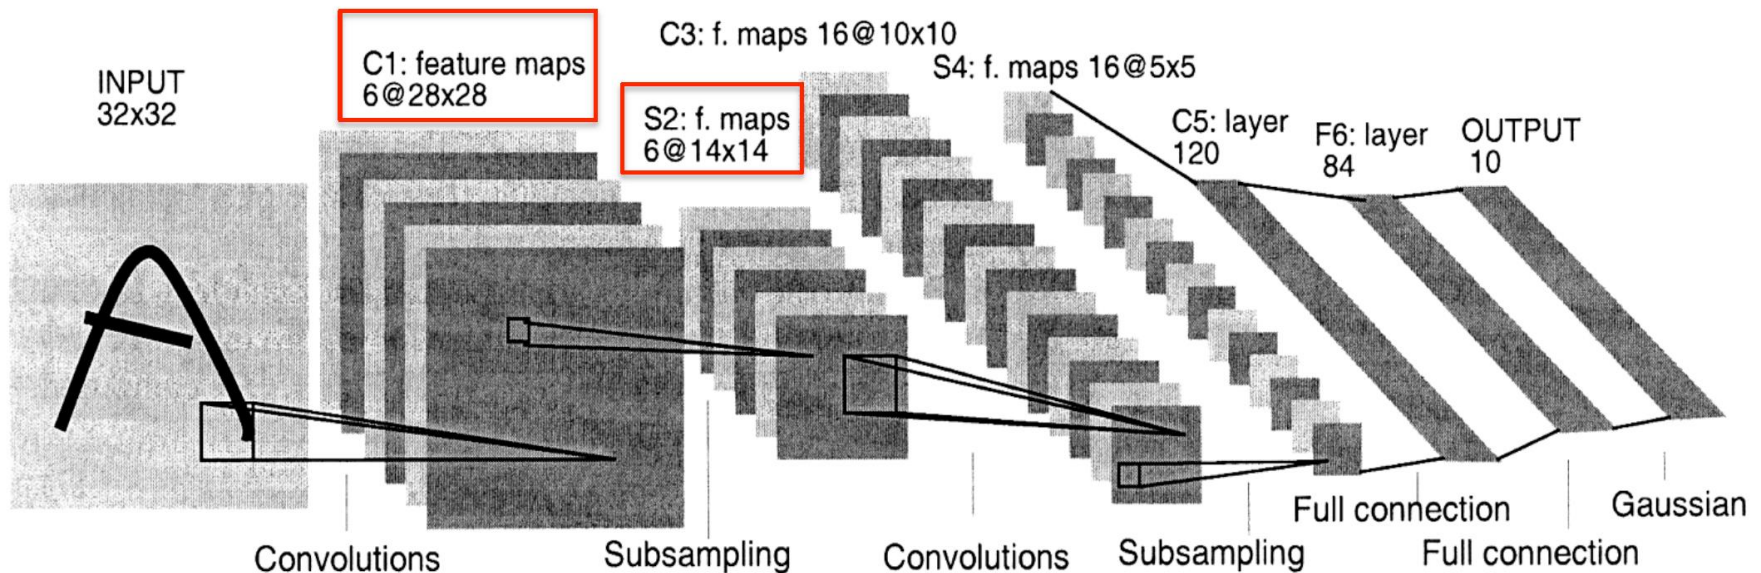 INPUT
32x32
C1: feature maps
6@28x28
S2: f. maps
6@14x14
C3: f. maps 16@10x10
S4: f. maps 16@5x5
C5: layer
120
F6: layer
84
OUTPUT
10
Convolutions
Subsampling
Convolutions
Subsampling
Full connection
Full connection
Gaussian